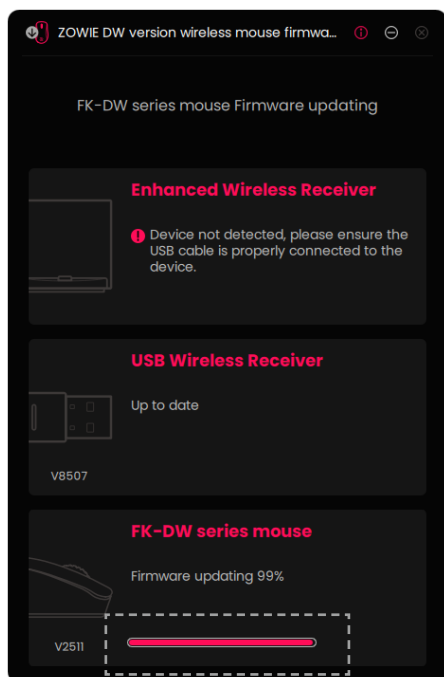 ZOWIE DW version wireless mouse firmwa...
FK-DW series mouse Firmware updating
Enhanced Wireless Receiver
Device not detected, please ensure the
USB cable is properly connected to the
device.
USB Wireless Receiver
Up to date
V8507
FK-DW series mouse
Firmware updating 99%
V2511